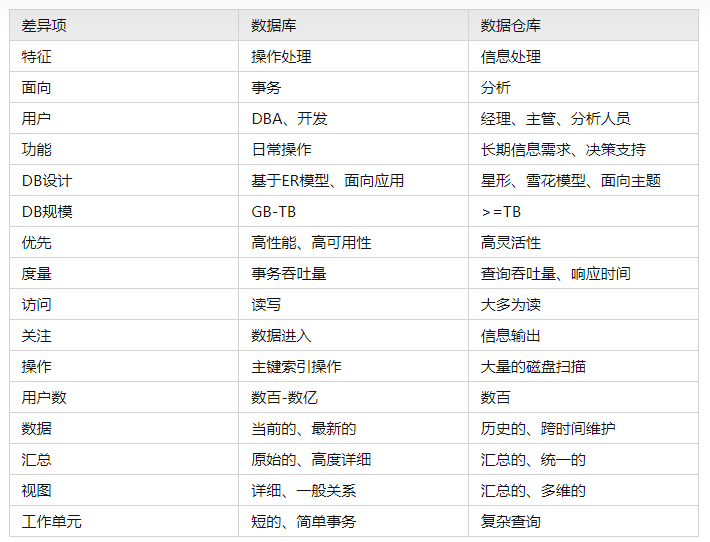 差异项 数据库 数据仓库
特征 操作处理 信息处理
面向 事务 分析
用户 DBA、开发 经理、主管、分析人员
功能 日常操作 长期信息需求、决策支持
DB设计 基于ER模型、面向应用 星形、雪花模型、面向主题
DB规模 GB-TB >=TB
优先 高性能、高可用性 高灵活性
度量 事务吞吐量 查询吞吐量、响应时间
访问 读写 大多为读
关注 数据进入 信息输出
操作 主键索引操作 大量的磁盘扫描
用户数 数百-数亿 数百
数据 当前的、最新的 历史的、跨时间维护
汇总 原始的、高度详细 汇总的、统一的
视图 详细、一般关系 汇总的、多维的
工作单元 短的、简单事务 复杂查询